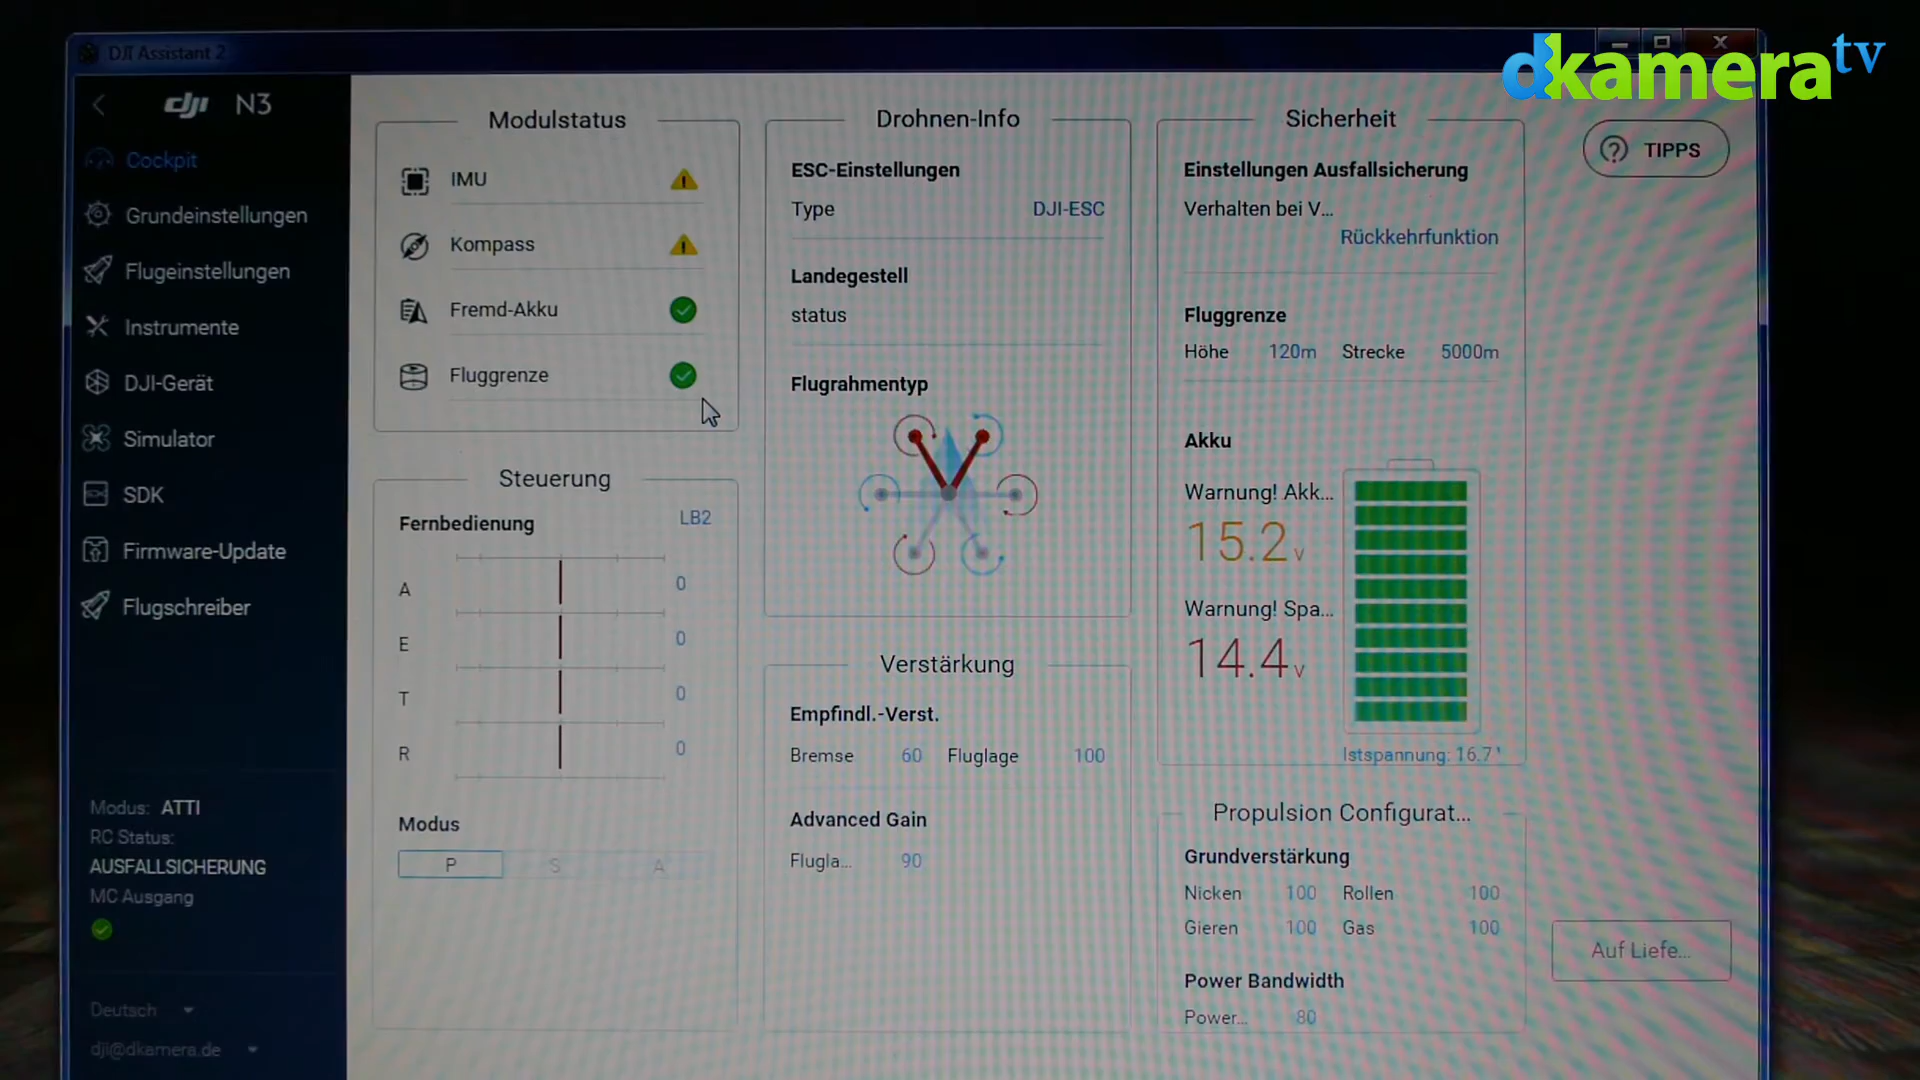 DJI Assistant 2
dkamera tv
dji N3
Cockpit
Grundeinstellungen
Flugeinstellungen
Instrumente
DJI-Gerät
Simulator
SDK
Firmware-Update
Flugschreiber
Modus: ATTI
RC Status:
AUSFALLSICHERUNG
MC Ausgang
Deutsch
dji@dkamera.de
Modulstatus
IMU
Kompass
Fremd-Akku
Fluggrenze
Steuerung
Fernbedienung LB2
A 0
E 0
T 0
R 0
Modus
P S A
Drohnen-Info
ESC-Einstellungen
Type DJI-ESC
Landegestell
status
Flugrahmentyp
Verstärkung
Empfindl.-Verst.
Bremse 60 Fluglage 100
Advanced Gain
Flugla... 90
Sicherheit
Einstellungen Ausfallsicherung
Verhalten bei V...
Rückkehrfunktion
Fluggrenze
Höhe 120m Strecke 5000m
Akku
Warnung! Akk...
15.2 v
Warnung! Spa...
14.4 v
Istspannung: 16.7
Propulsion Configurat...
Grundverstärkung
Nicken 100 Rollen 100
Gieren 100 Gas 100
Power Bandwidth
Power... 80
TIPPS
Auf Liefe...